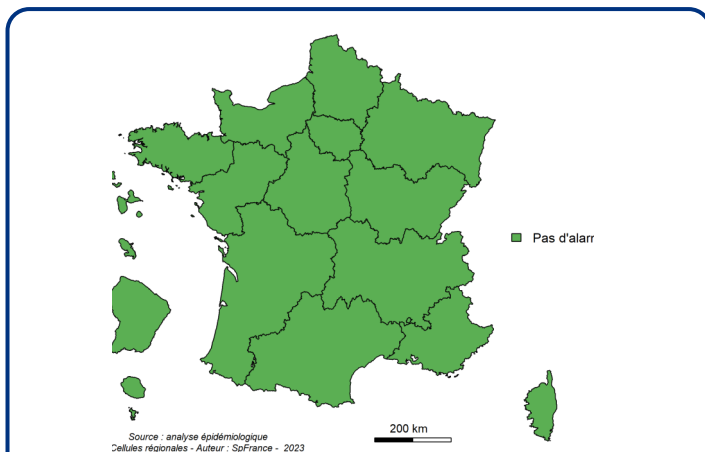 Pas d'alarr
200 km
Source : analyse épidémiologique
Cellules régionales - Auteur : SpFrance - 2023